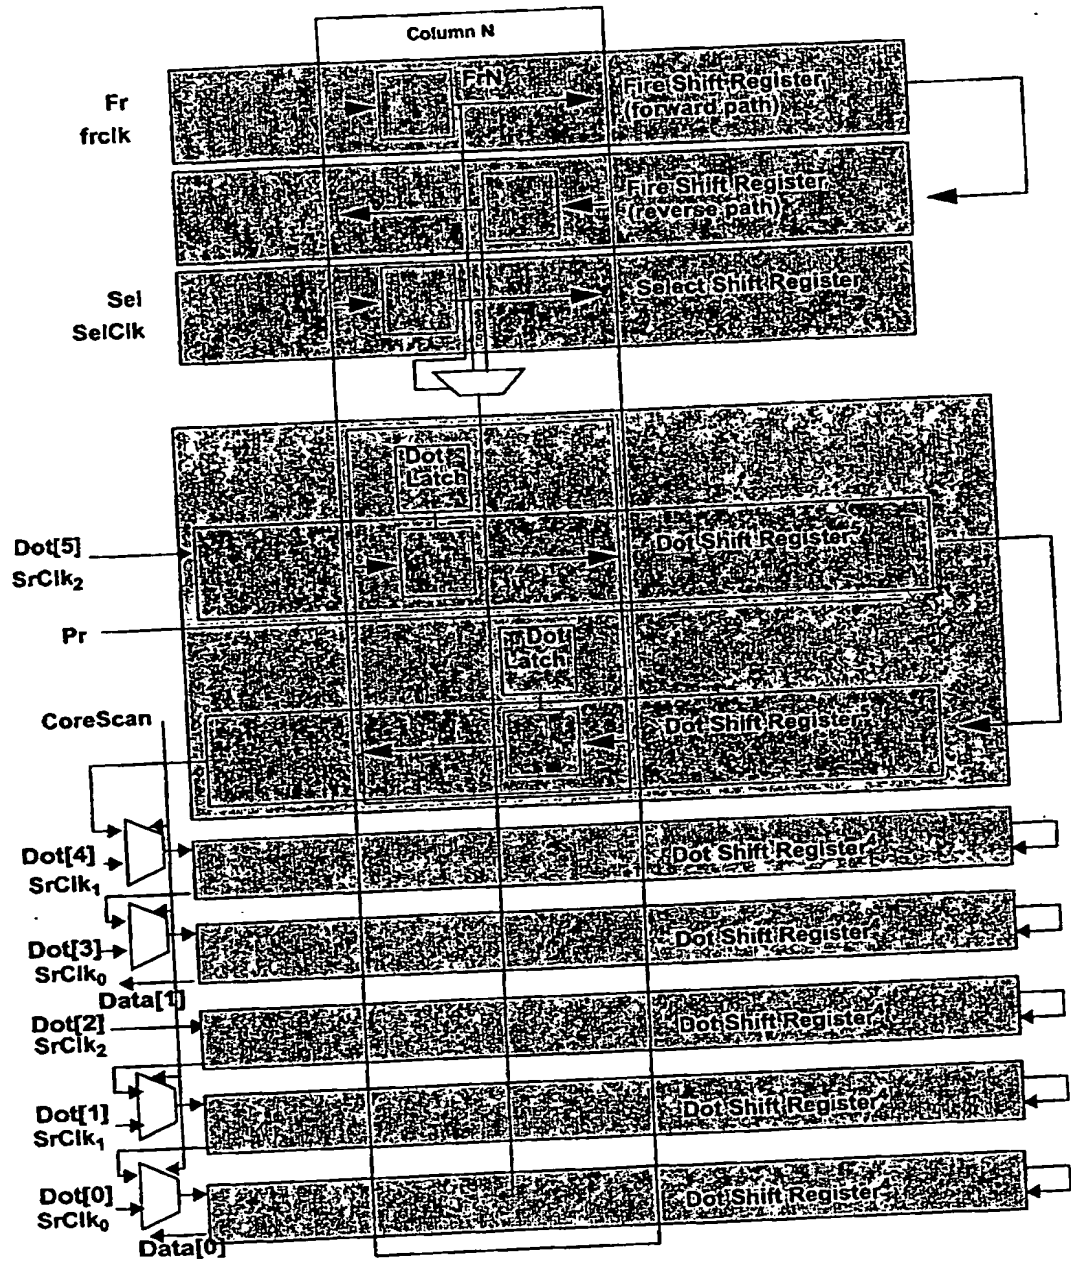 Column N
Fr
frclk
FrN
Fire Shift Register
(forward path)
Fire Shift Register
(reverse path)
Sel
SelClk
Select Shift Register
Dot
Latch
Dot[5]
SrClk2
Dot Shift Register
Pr
Dot
Latch
CoreScan
Dot Shift Register
Dot[4]
SrClk1
Dot Shift Register
Dot[3]
SrClk0
Dot Shift Register
Data[1]
Dot[2]
SrClk2
Dot Shift Register
Dot[1]
SrClk1
Dot Shift Register
Dot[0]
SrClk0
Dot Shift Register
Data[0]